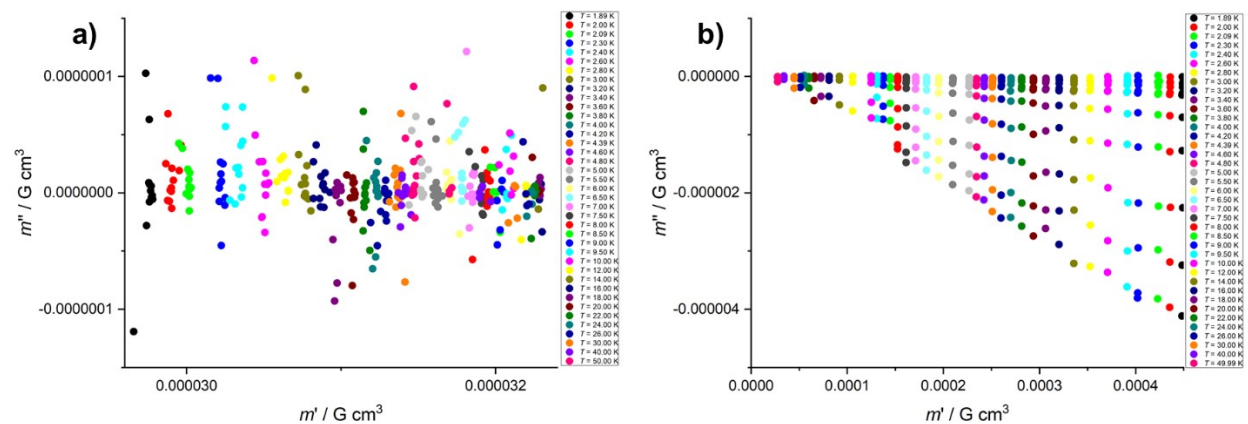 a)
0.0000001
0.0000000
-0.0000001
m'' / G cm³
0.000030
0.000032
m' / G cm³
T = 1.89 K
T = 2.00 K
T = 2.09 K
T = 2.30 K
T = 2.40 K
T = 2.60 K
T = 2.80 K
T = 3.00 K
T = 3.20 K
T = 3.40 K
T = 3.60 K
T = 3.80 K
T = 4.00 K
T = 4.20 K
T = 4.39 K
T = 4.60 K
T = 4.80 K
T = 5.00 K
T = 5.50 K
T = 6.00 K
T = 6.50 K
T = 7.00 K
T = 7.50 K
T = 8.00 K
T = 8.50 K
T = 9.00 K
T = 9.50 K
T = 10.00 K
T = 12.00 K
T = 14.00 K
T = 16.00 K
T = 18.00 K
T = 20.00 K
T = 22.00 K
T = 24.00 K
T = 26.00 K
T = 30.00 K
T = 40.00 K
T = 50.00 K
b)
0.000000
-0.000002
-0.000004
m'' / G cm³
0.0000
0.0001
0.0002
0.0003
0.0004
m' / G cm³
T = 1.89 K
T = 2.00 K
T = 2.09 K
T = 2.30 K
T = 2.40 K
T = 2.60 K
T = 2.80 K
T = 3.00 K
T = 3.20 K
T = 3.40 K
T = 3.60 K
T = 3.80 K
T = 4.00 K
T = 4.20 K
T = 4.39 K
T = 4.60 K
T = 4.80 K
T = 5.00 K
T = 5.50 K
T = 6.00 K
T = 6.50 K
T = 7.00 K
T = 7.50 K
T = 8.00 K
T = 8.50 K
T = 9.00 K
T = 9.50 K
T = 10.00 K
T = 12.00 K
T = 14.00 K
T = 16.00 K
T = 18.00 K
T = 20.00 K
T = 22.00 K
T = 24.00 K
T = 26.00 K
T = 30.00 K
T = 40.00 K
T = 49.99 K